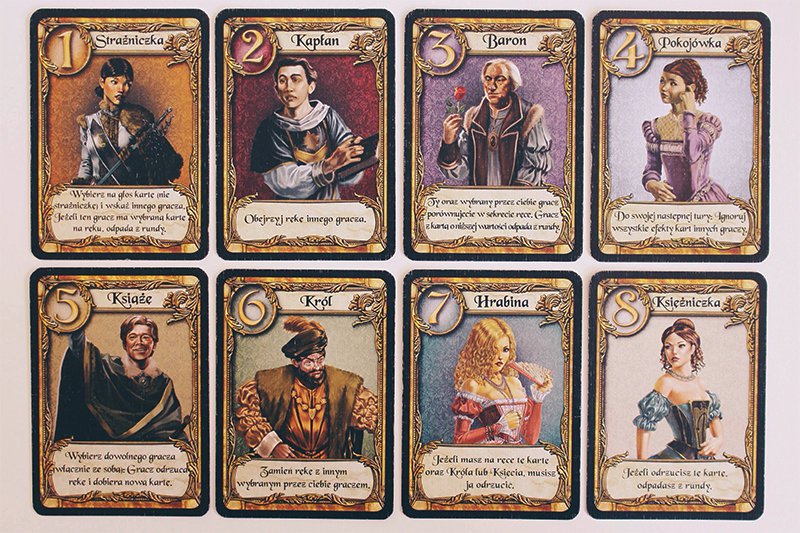 1 Strażniczka
Wybierz na głos kartę (nie
strażniczkę) i wskaż innego gracza.
Jeżeli ten gracz ma wybraną kartę
na ręku, odpada z rundy.
2 Kapłan
Obejrzyj rękę innego gracza.
3 Baron
Ty oraz wybrany przez ciebie gracz
porównujecie w sekrecie ręce. Gracz
z kartą o niższej wartości odpada z rundy.
4 Pokojówka
Do swojej następnej tury: Ignoruj
wszystkie efekty kart innych graczy.
5 Książę
Wybierz dowolnego gracza
(włącznie ze sobą): Gracz odrzuca
rękę i dobiera nową kartę.
6 Król
Zamień rękę z innym
wybranym przez ciebie graczem.
7 Hrabina
Jeżeli masz na ręce tę kartę
oraz Króla lub Księcia, musisz
ją odrzucić.
8 Księżniczka
Jeżeli odrzucisz tę kartę,
odpadasz z rundy.